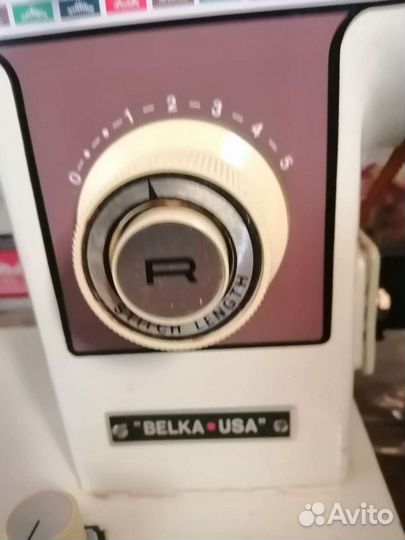 0 • • 1 2 3 4 5
R
STITCH LENGTH
"BELKA•USA"
Avito